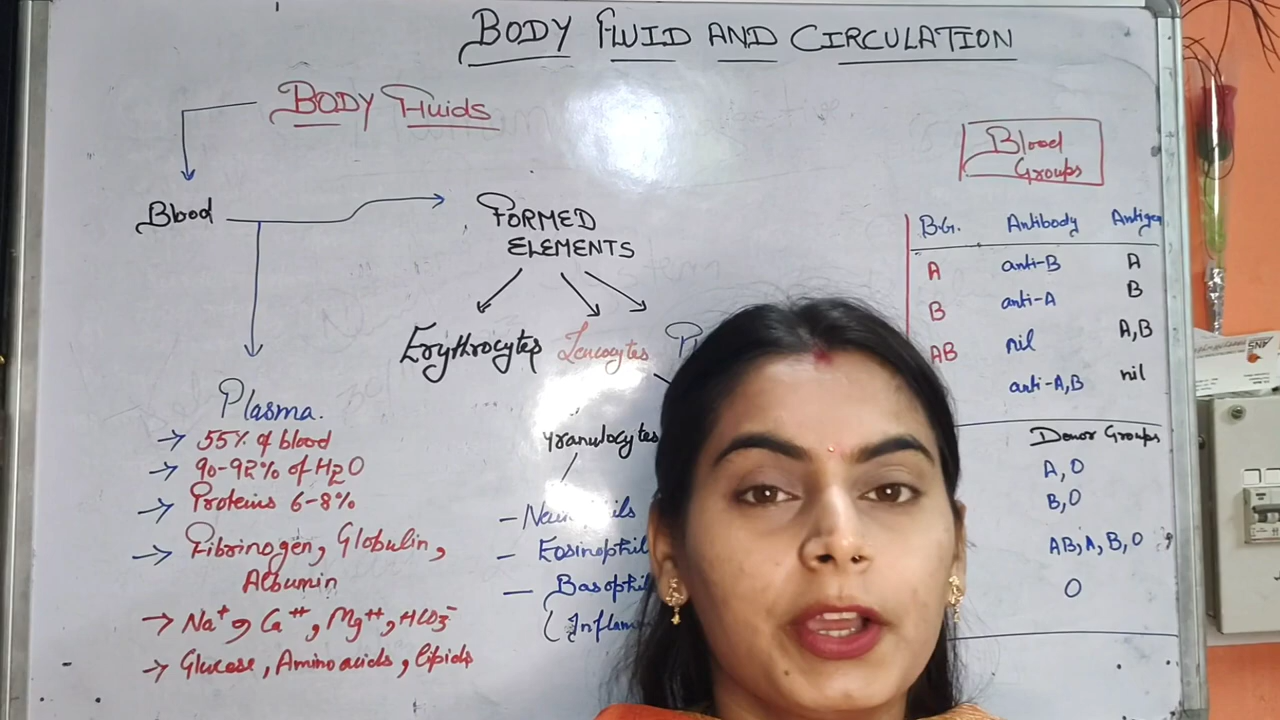 BODY FLUID AND CIRCULATION
BODY Fluids
Blood
FORMED
ELEMENTS
Erythrocytes Leucocytes
Plasma.
→ 55% of blood
→ 90-92% of H2O
→ Proteins 6-8%
→ Fibrinogen, Globulin,
Albumin
→ Na+, Ca++, Mg++, HCO3-
→ Glucose, Amino acids, lipids
Granulocytes
- Eosinophil
- Basophil
Blood
Groups
B.G. Antibody Antigen
A anti-B A
B anti-A B
AB nil A,B
anti-A,B nil
Donor Groups
A, O
B, O
AB, A, B, O
O